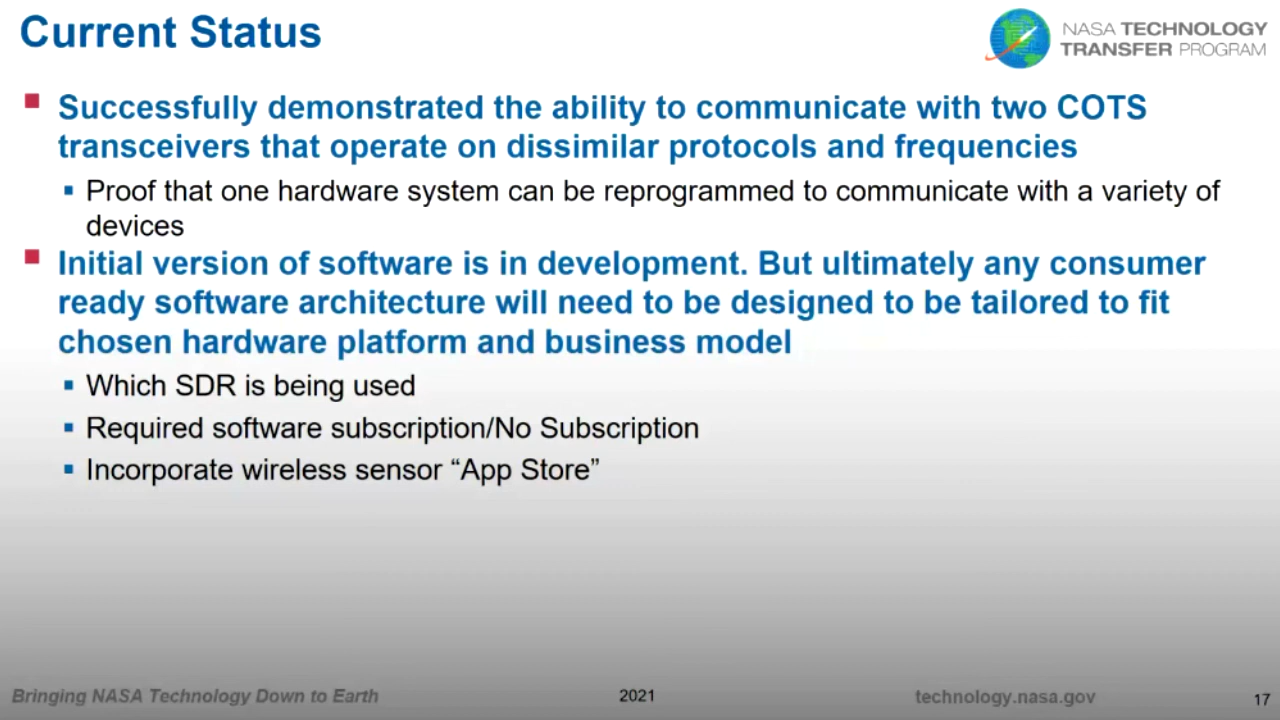 Current Status
NASA TECHNOLOGY
TRANSFER PROGRAM
Successfully demonstrated the ability to communicate with two COTS
transceivers that operate on dissimilar protocols and frequencies
Proof that one hardware system can be reprogrammed to communicate with a variety of
devices
Initial version of software is in development. But ultimately any consumer
ready software architecture will need to be designed to be tailored to fit
chosen hardware platform and business model
Which SDR is being used
Required software subscription/No Subscription
Incorporate wireless sensor “App Store”
Bringing NASA Technology Down to Earth
2021
technology.nasa.gov
17